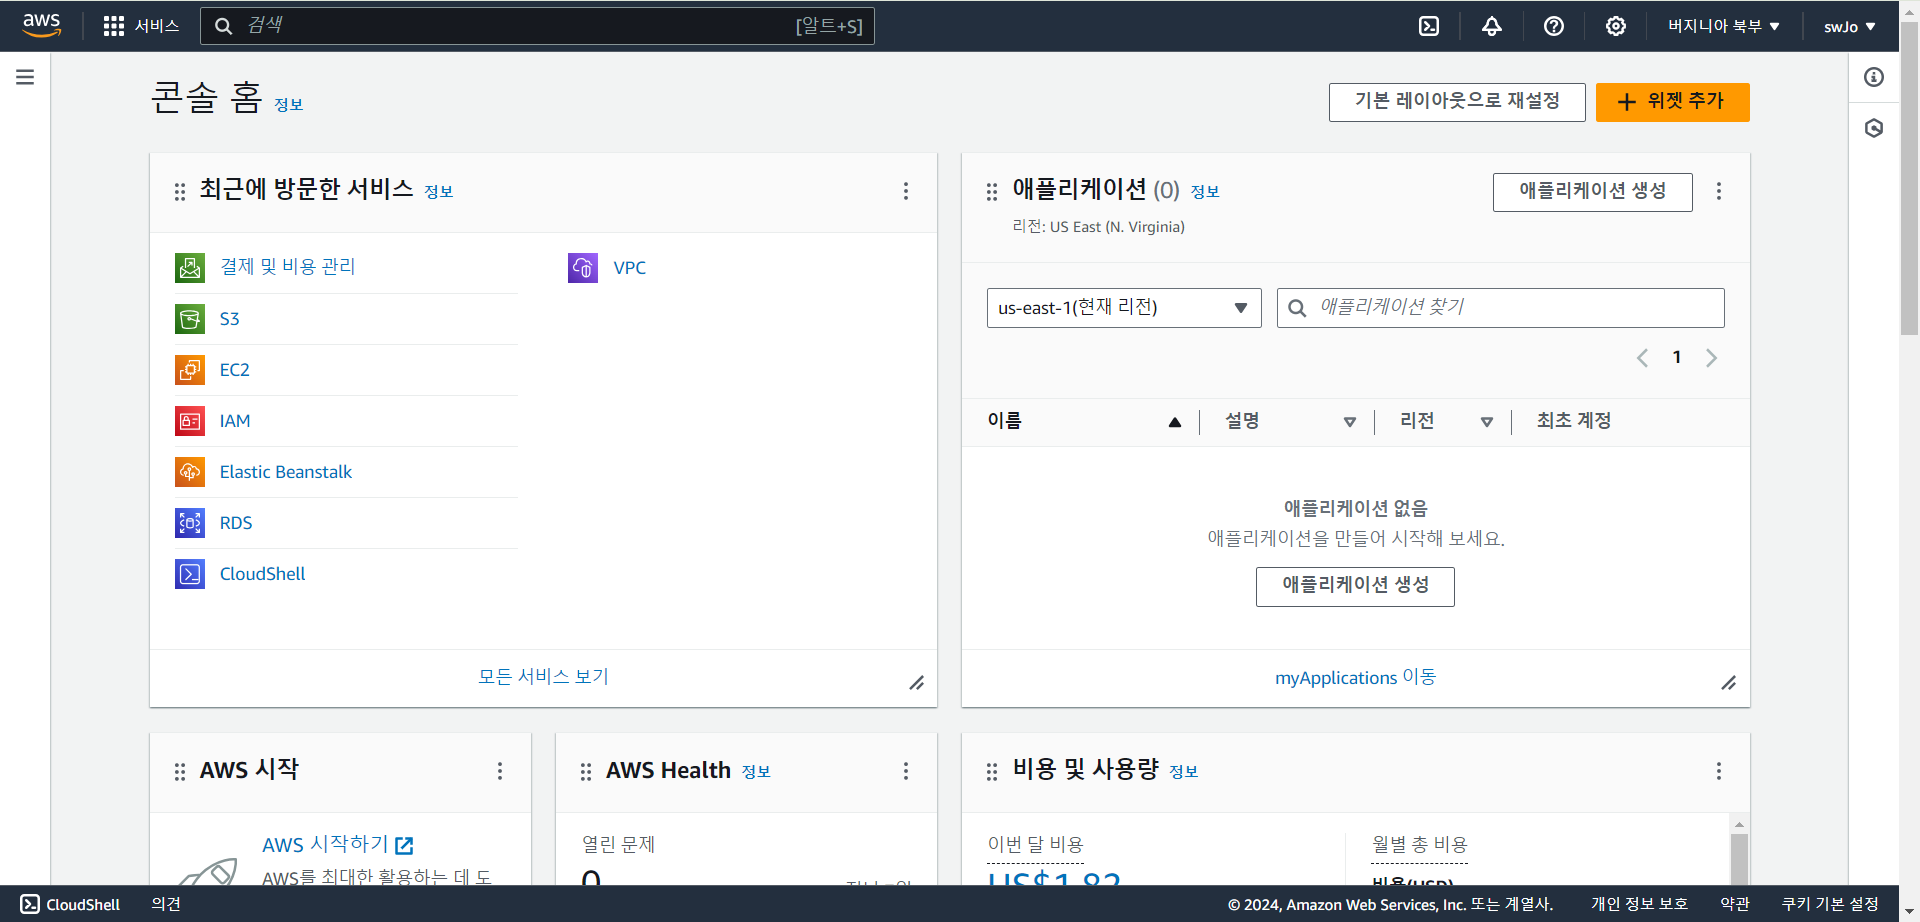 aws
서비스
검색
[알트+S]
버지니아 북부
swJo
콘솔 홈 정보
기본 레이아웃으로 재설정
위젯 추가
최근에 방문한 서비스 정보
결제 및 비용 관리
S3
EC2
IAM
Elastic Beanstalk
RDS
CloudShell
VPC
모든 서비스 보기
애플리케이션 (0) 정보
리전: US East (N. Virginia)
애플리케이션 생성
us-east-1(현재 리전)
애플리케이션 찾기
1
이름
설명
리전
최초 계정
애플리케이션 없음
애플리케이션을 만들어 시작해 보세요.
애플리케이션 생성
myApplications 이동
AWS 시작
AWS 시작하기
AWS를 최대한 활용하는 데 도
AWS Health 정보
열린 문제
0
비용 및 사용량 정보
이번 달 비용
US$1.82
월별 총 비용
비용(USD)
CloudShell
의견
© 2024, Amazon Web Services, Inc. 또는 계열사.
개인 정보 보호
약관
쿠키 기본 설정